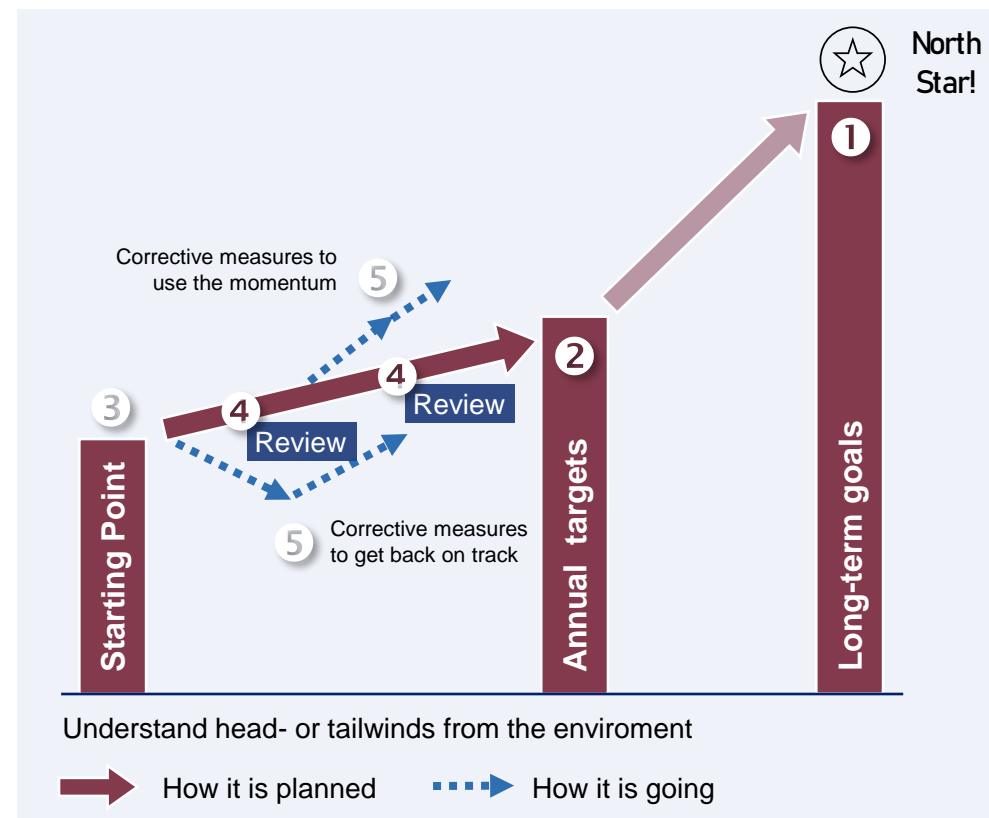 North
Star!
1
Corrective measures to
use the momentum
5
2
4
4
Review
3
Review
5
Corrective measures
to get back on track
Starting Point
Annual targets
Long-term goals
Understand head- or tailwinds from the enviroment
How it is planned
How it is going